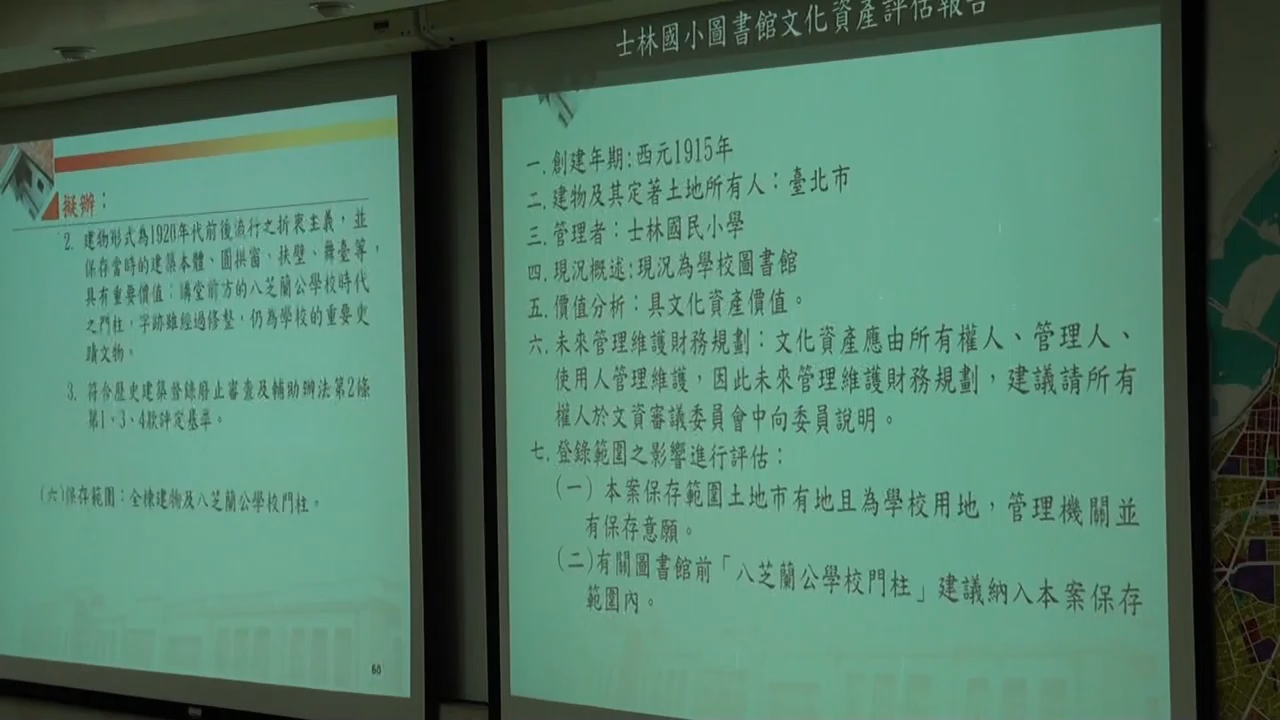 擬辦：
2. 建物形式為1920年代前後流行之折衷主義，並
保存當時的建築本體、圓拱窗、扶壁、舞臺等，
具有重要價值；講堂前方的八芝蘭公學校時代
之門柱，字跡雖經過修整，仍為學校的重要史
蹟文物。
3. 符合歷史建築登錄廢止審查及輔助辦法第2條
第1、3、4款評定基準。
(六)保存範圍：全棟建物及八芝蘭公學校門柱。
60
士林國小圖書館文化資產評估報告
一. 創建年期:西元1915年
二. 建物及其定著土地所有人：臺北市
三. 管理者：士林國民小學
四. 現況概述:現況為學校圖書館
五. 價值分析：具文化資產價值。
六. 未來管理維護財務規劃：文化資產應由所有權人、管理人、
使用人管理維護，因此未來管理維護財務規劃，建議請所有
權人於文資審議委員會中向委員說明。
七. 登錄範圍之影響進行評估：
(一) 本案保存範圍土地市有地且為學校用地，管理機關並
有保存意願。
(二)有關圖書館前「八芝蘭公學校門柱」建議納入本案保存
範圍內。